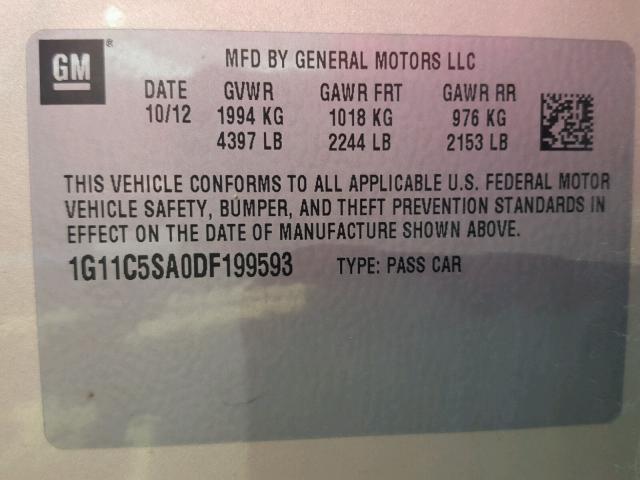 GM ®
MFD BY GENERAL MOTORS LLC
DATE GVWR GAWR FRT GAWR RR
10/12 1994 KG 1018 KG 976 KG
4397 LB 2244 LB 2153 LB
THIS VEHICLE CONFORMS TO ALL APPLICABLE U.S. FEDERAL MOTOR
VEHICLE SAFETY, BUMPER, AND THEFT PREVENTION STANDARDS IN
EFFECT ON THE DATE OF MANUFACTURE SHOWN ABOVE.
1G11C5SA0DF199593 TYPE: PASS CAR